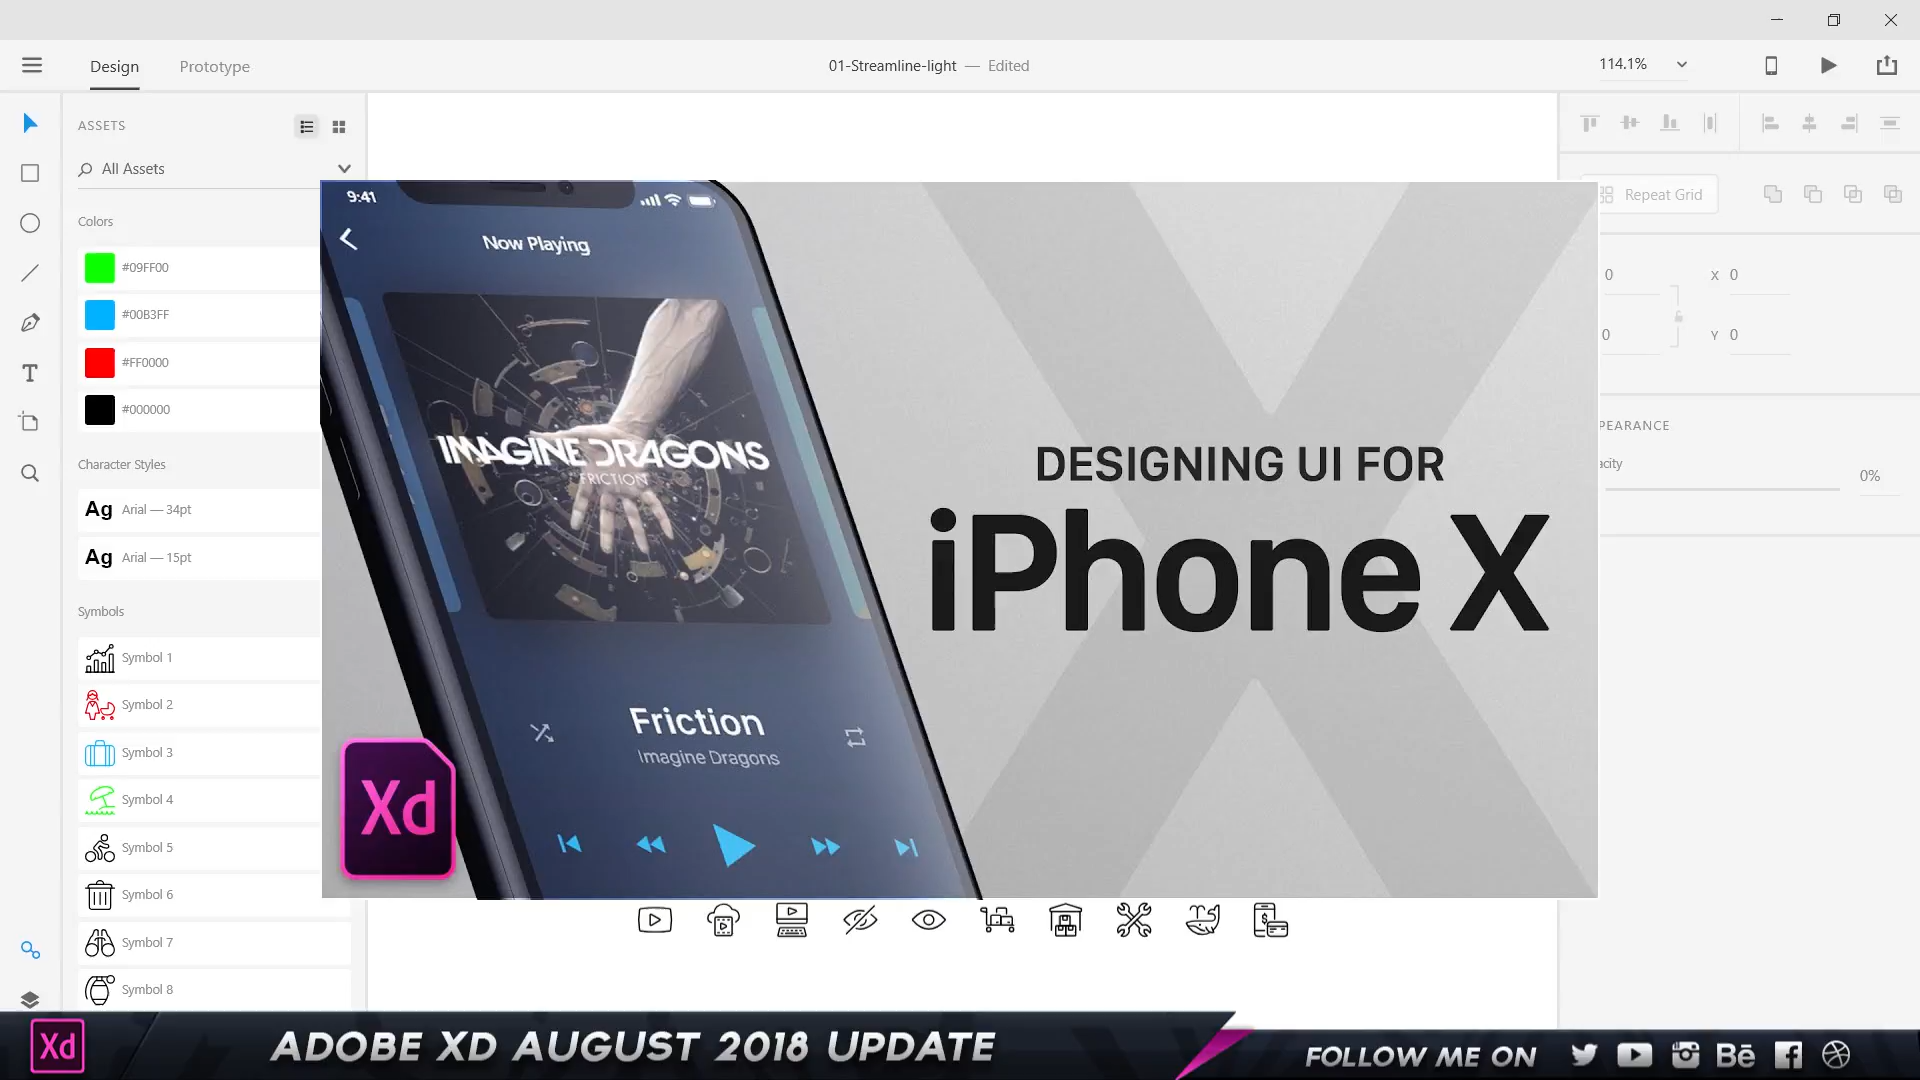 Design
Prototype
01-Streamline-light — Edited
114.1%
ASSETS
All Assets
Colors
#09FF00
#00B3FF
#FF0000
#000000
Character Styles
Ag Arial — 34pt
Ag Arial — 15pt
Symbols
Symbol 1
Symbol 2
Symbol 3
Symbol 4
Symbol 5
Symbol 6
Symbol 7
Symbol 8
9:41
Now Playing
IMAGINE DRAGONS
FRICTION
Friction
Imagine Dragons
Xd
DESIGNING UI FOR
iPhone X
Repeat Grid
0 X 0
0 Y 0
PEARANCE
acity
0%
Xd
ADOBE XD AUGUST 2018 UPDATE
FOLLOW ME ON
Bē